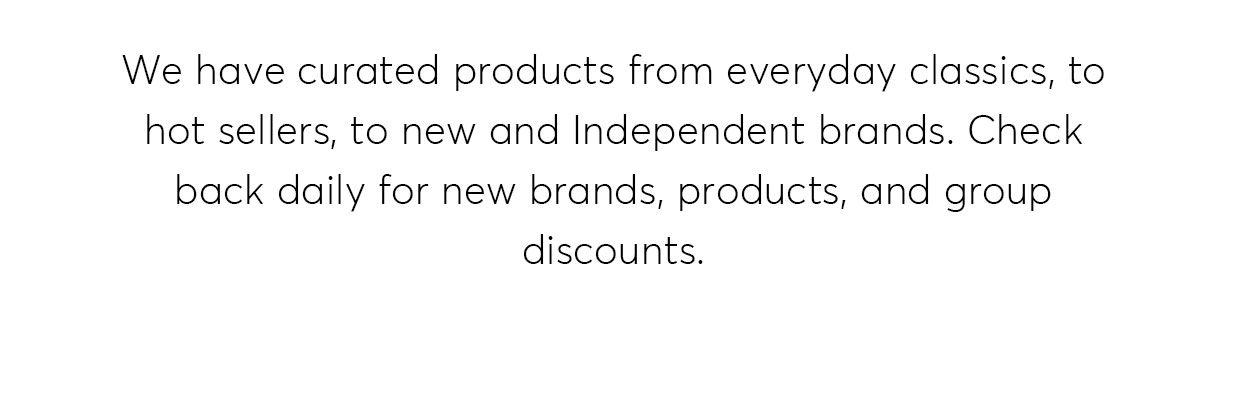 We have curated products from everyday classics, to
hot sellers, to new and Independent brands. Check
back daily for new brands, products, and group
discounts.